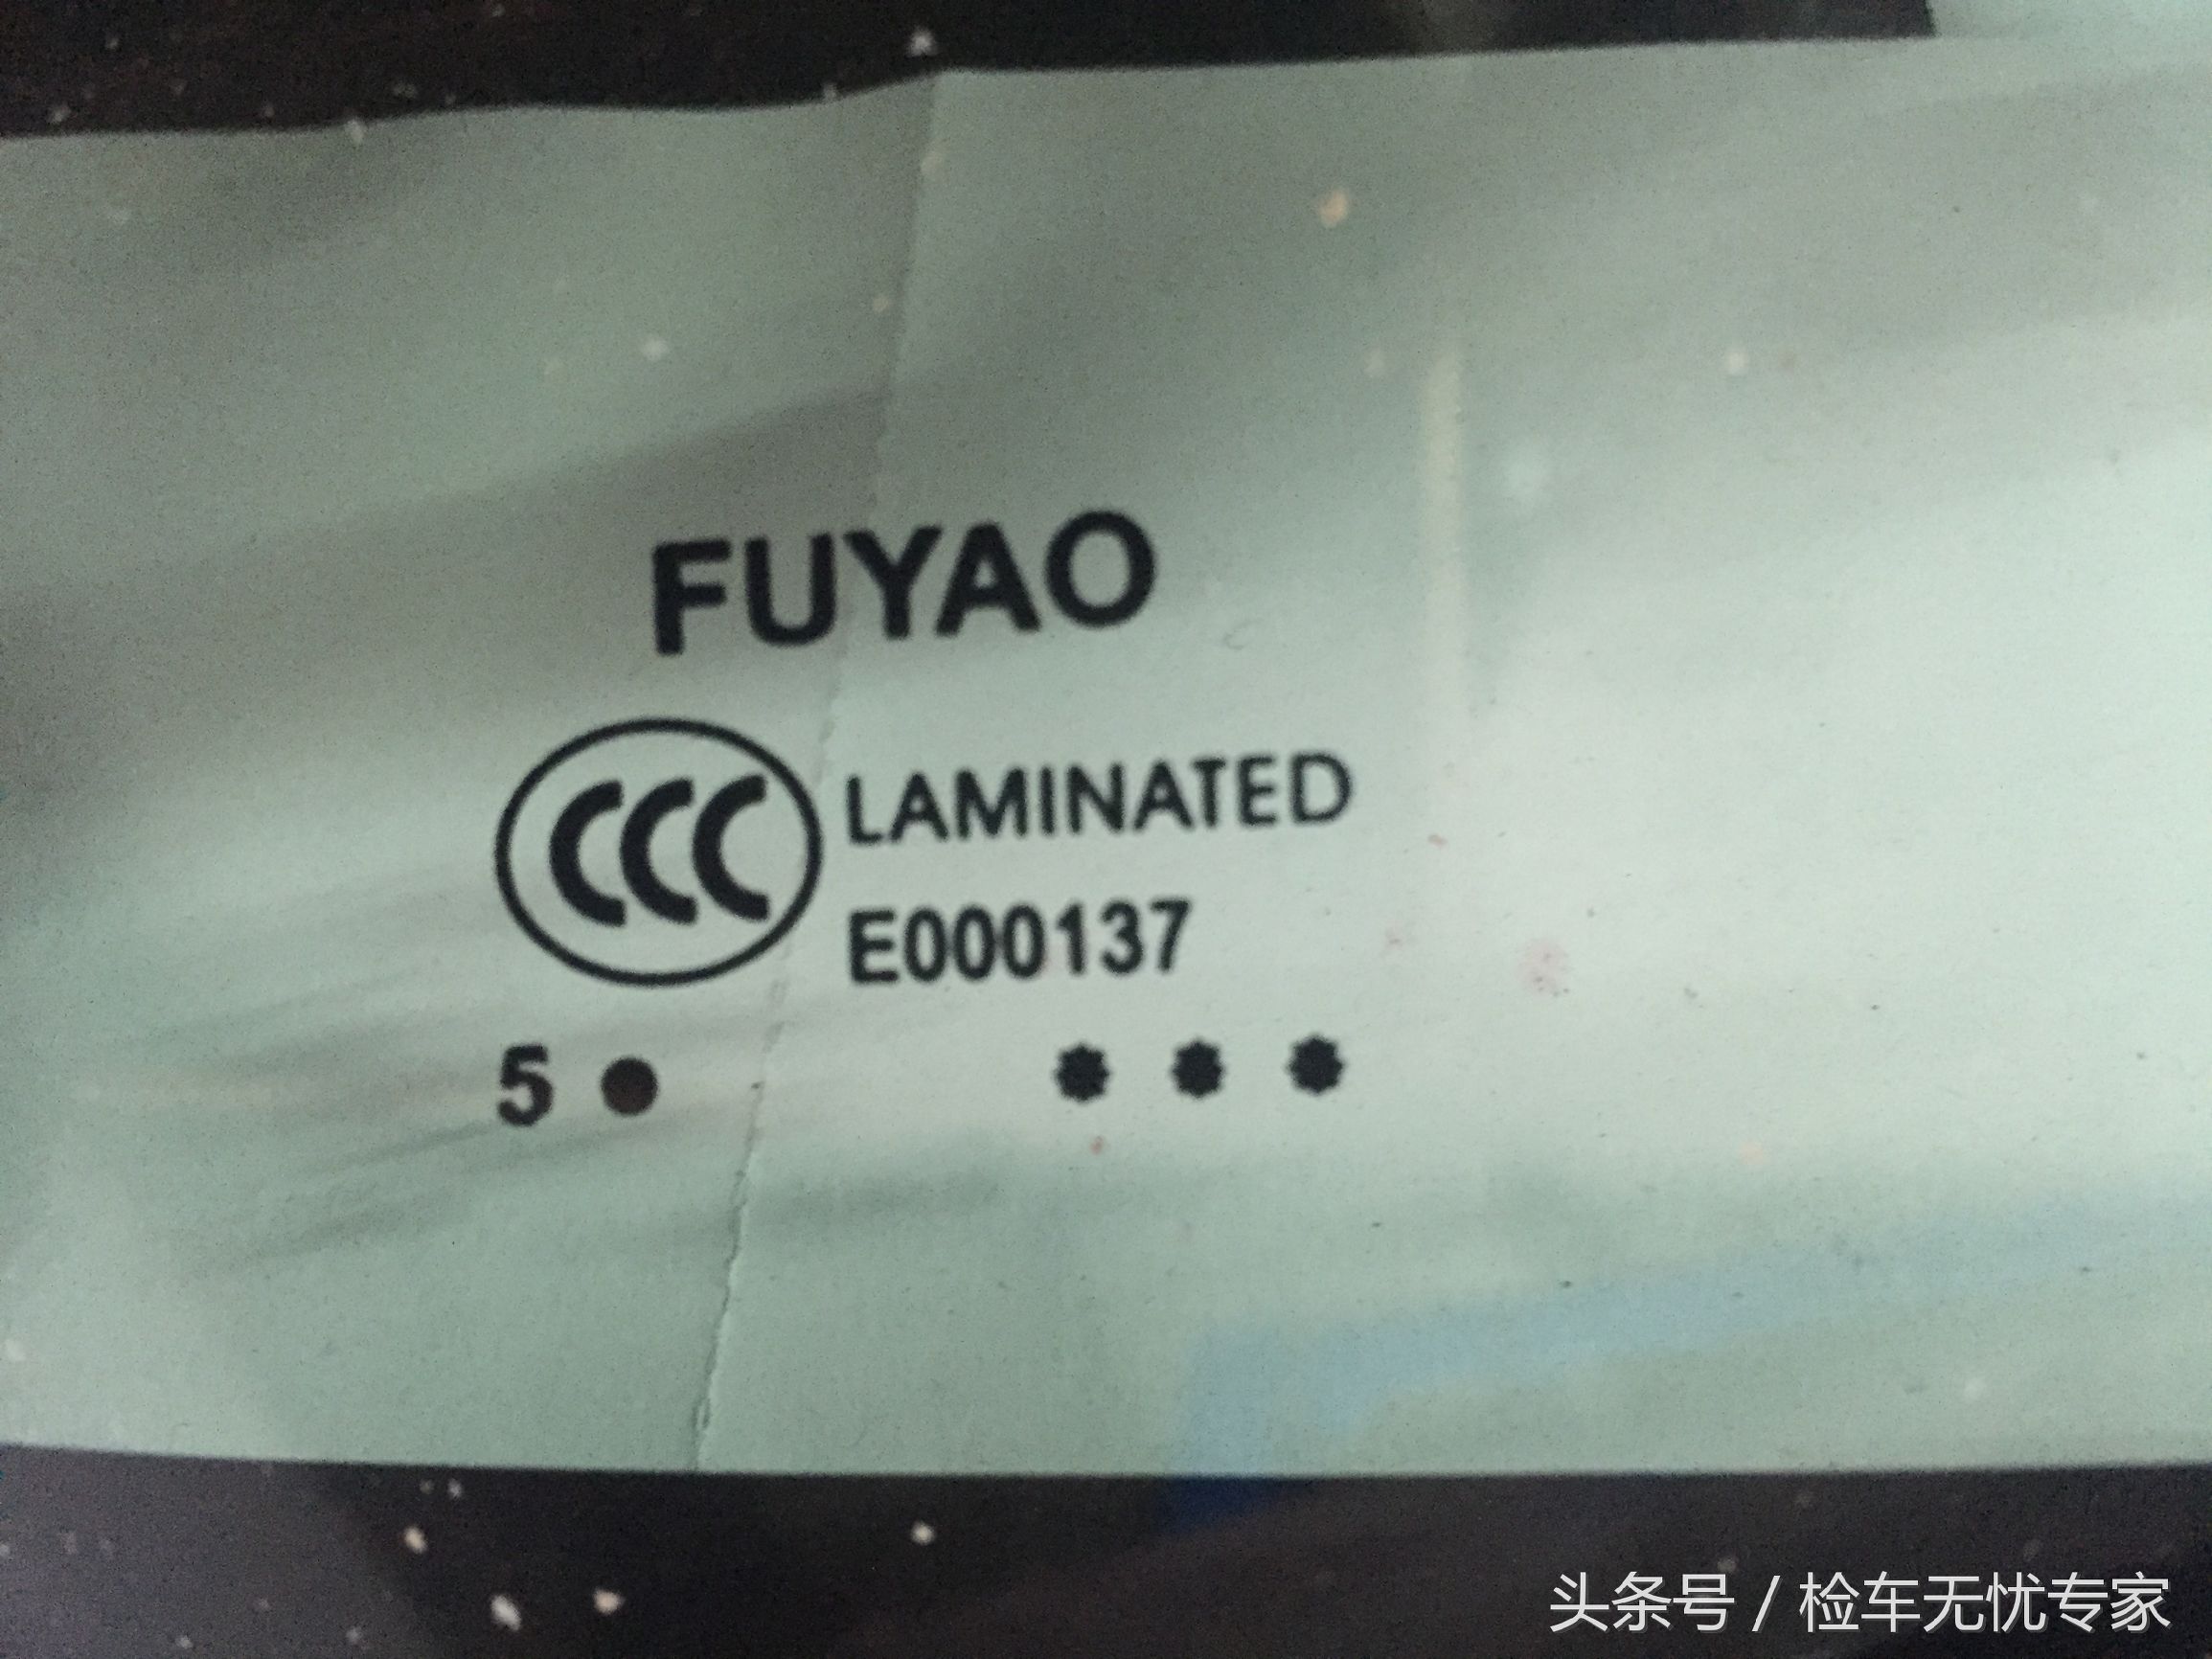 FUYAO
CCC
LAMINATED
E000137
5 ● ✸ ✸ ✸
头条号 / 检车无忧专家